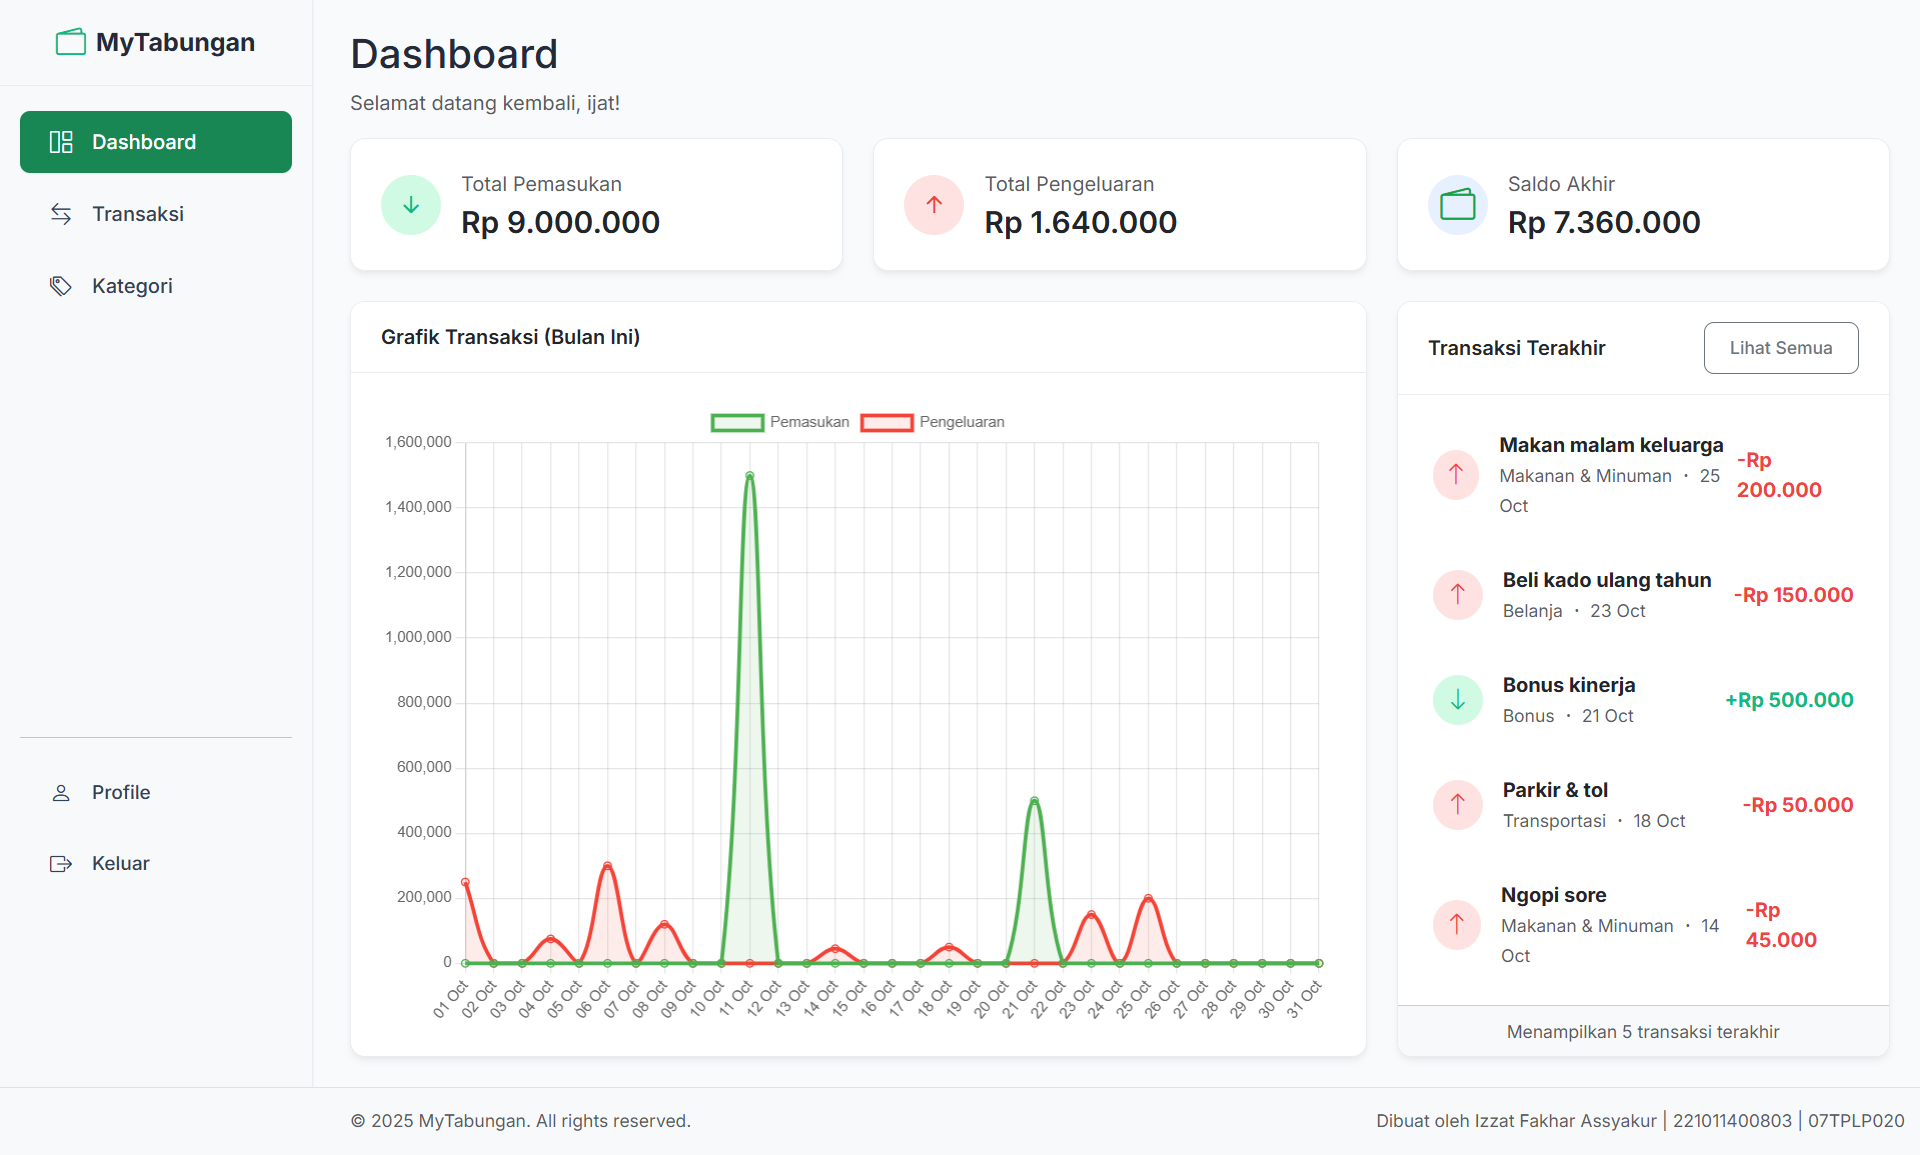 MyTabungan
Dashboard
Transaksi
Kategori
Profile
Keluar
Dashboard
Selamat datang kembali, ijat!
Total Pemasukan
Rp 9.000.000
Total Pengeluaran
Rp 1.640.000
Saldo Akhir
Rp 7.360.000
Grafik Transaksi (Bulan Ini)
Pemasukan Pengeluaran
1,600,000
1,400,000
1,200,000
1,000,000
800,000
600,000
400,000
200,000
0
01 Oct 02 Oct 03 Oct 04 Oct 05 Oct 06 Oct 07 Oct 08 Oct 09 Oct 10 Oct 11 Oct 12 Oct 13 Oct 14 Oct 15 Oct 16 Oct 17 Oct 18 Oct 19 Oct 20 Oct 21 Oct 22 Oct 23 Oct 24 Oct 25 Oct 26 Oct 27 Oct 28 Oct 29 Oct 30 Oct 31 Oct
Transaksi Terakhir
Lihat Semua
Makan malam keluarga
Makanan & Minuman · 25
Oct
-Rp
200.000
Beli kado ulang tahun
Belanja · 23 Oct
-Rp 150.000
Bonus kinerja
Bonus · 21 Oct
+Rp 500.000
Parkir & tol
Transportasi · 18 Oct
-Rp 50.000
Ngopi sore
Makanan & Minuman · 14
Oct
-Rp
45.000
Menampilkan 5 transaksi terakhir
© 2025 MyTabungan. All rights reserved.
Dibuat oleh Izzat Fakhar Assyakur | 221011400803 | 07TPLP020